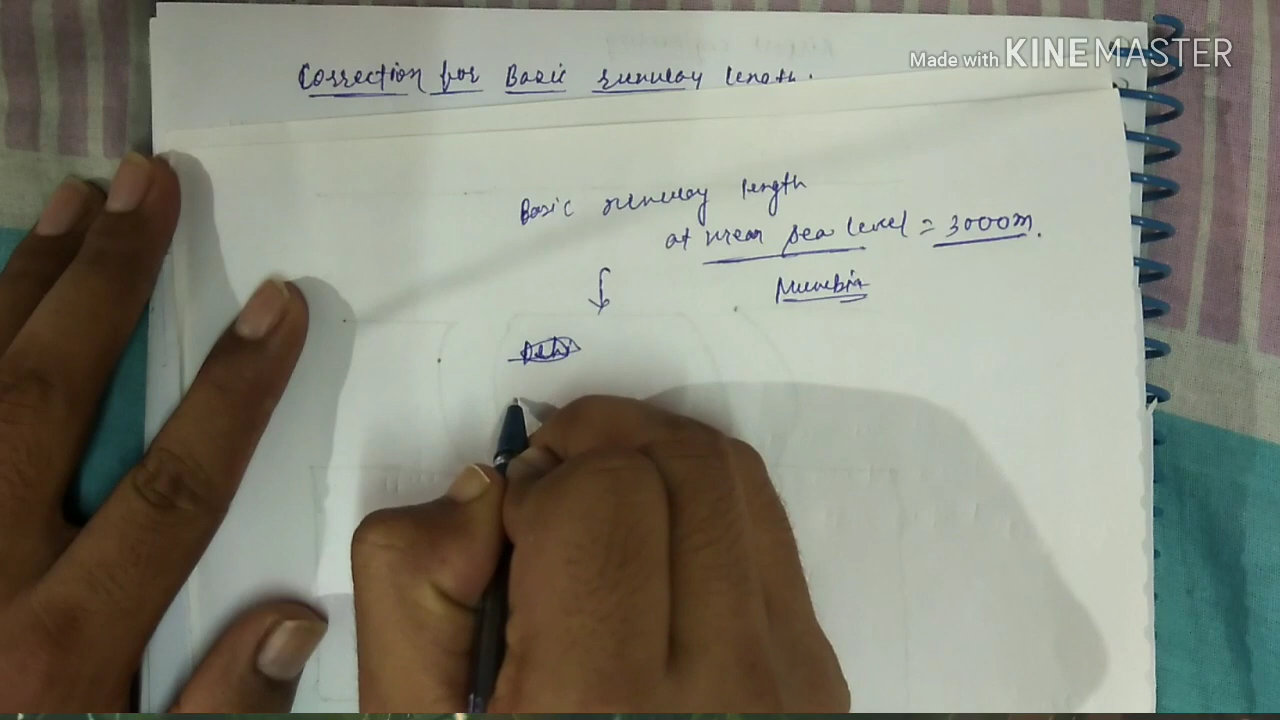 Made with KINEMASTER
Correction for Basic runway length.
Basic runway length
at mean sea level = 3000m.
Mumbai